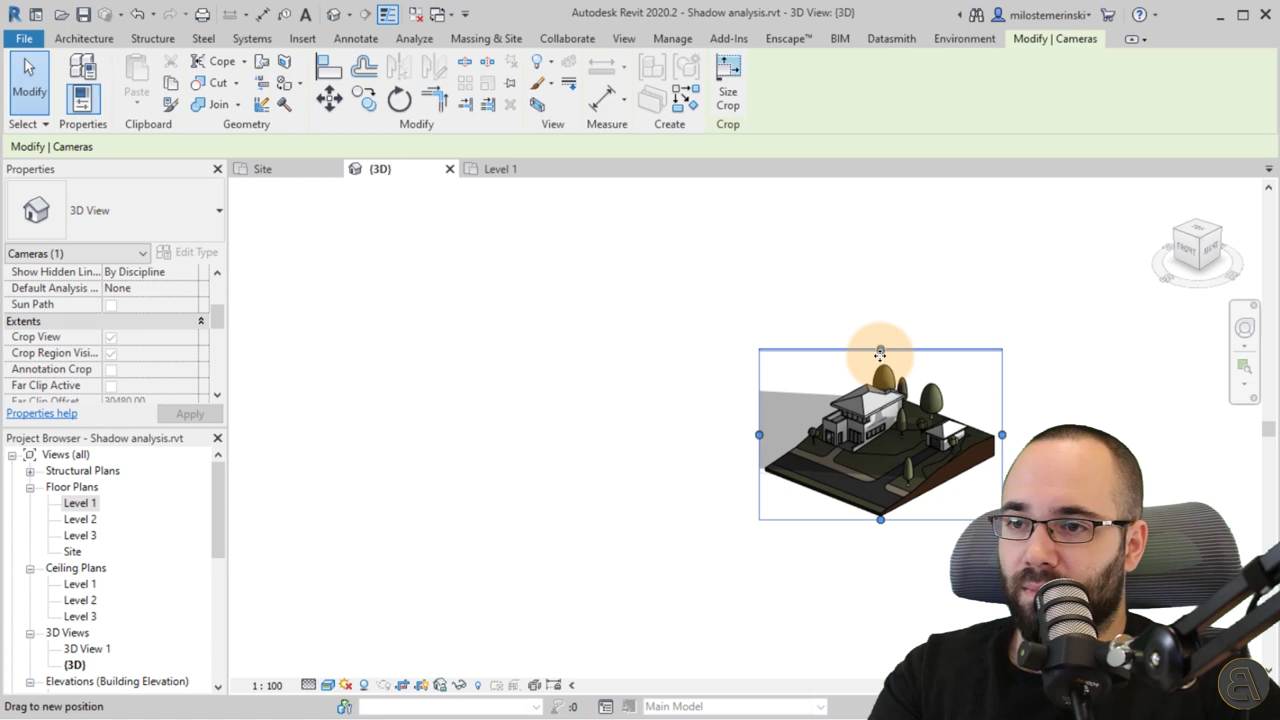 Autodesk Revit 2020.2 - Shadow analysis.rvt - 3D View: {3D}
milostemerinski
File
Architecture
Structure
Steel
Systems
Insert
Annotate
Analyze
Massing & Site
Collaborate
View
Manage
Add-Ins
Enscape™
BIM
Datasmith
Environment
Modify | Cameras
Modify
Paste
Cope
Cut
Join
Size
Crop
Select
Properties
Clipboard
Geometry
Modify
View
Measure
Create
Crop
Modify | Cameras
Properties
Site
{3D}
Level 1
3D View
Cameras (1)
Edit Type
Show Hidden Lin... By Discipline
Default Analysis ... None
Sun Path
Extents
Crop View
Crop Region Visi...
Annotation Crop
Far Clip Active
Far Clip Offset 30480.00
Properties help
Apply
FRONT
Project Browser - Shadow analysis.rvt
Views (all)
Structural Plans
Floor Plans
Level 1
Level 2
Level 3
Site
Ceiling Plans
Level 1
Level 2
Level 3
3D Views
3D View 1
{3D}
Elevations (Building Elevation)
1 : 100
Drag to new position
:0
Main Model